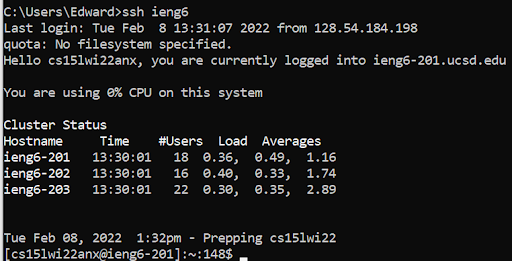 C:\Users\Edward>ssh ieng6
Last login: Tue Feb  8 13:31:07 2022 from 128.54.184.198
quota: No filesystem specified.
Hello cs15lwi22anx, you are currently logged into ieng6-201.ucsd.edu
You are using 0% CPU on this system
Cluster Status
Hostname     Time    #Users  Load  Averages
ieng6-201   13:30:01   18  0.36,  0.49,  1.16
ieng6-202   13:30:01   16  0.40,  0.33,  1.74
ieng6-203   13:30:01   22  0.30,  0.35,  2.89
Tue Feb 08, 2022  1:32pm - Prepping cs15lwi22
[cs15lwi22anx@ieng6-201]:~:148$